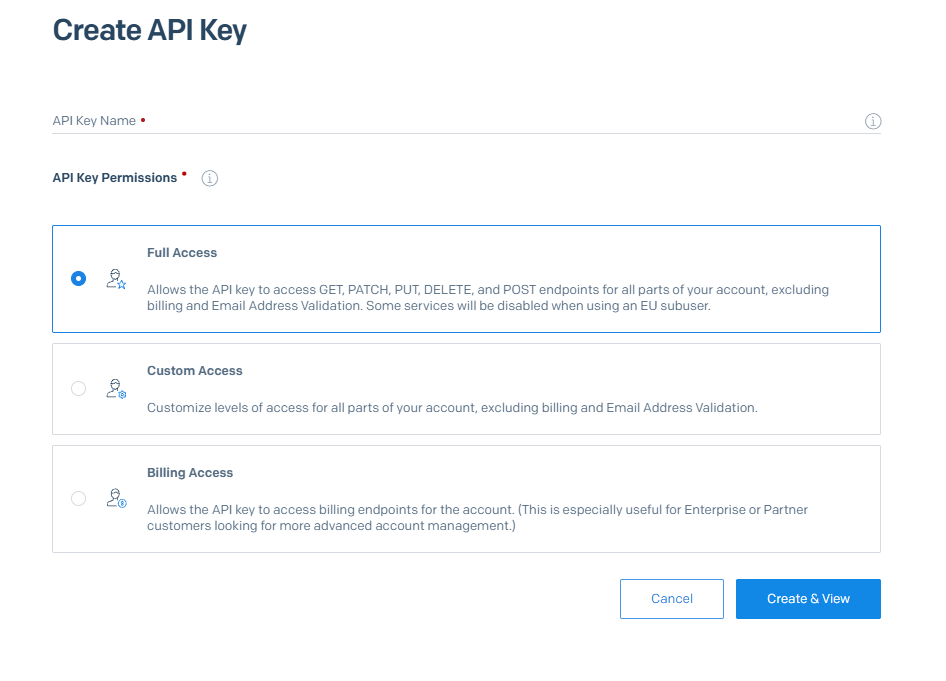 Create API Key
API Key Name •
API Key Permissions •
Full Access
Allows the API key to access GET, PATCH, PUT, DELETE, and POST endpoints for all parts of your account, excluding
billing and Email Address Validation. Some services will be disabled when using an EU subuser.
Custom Access
Customize levels of access for all parts of your account, excluding billing and Email Address Validation.
Billing Access
Allows the API key to access billing endpoints for the account. (This is especially useful for Enterprise or Partner
customers looking for more advanced account management.)
Cancel
Create & View